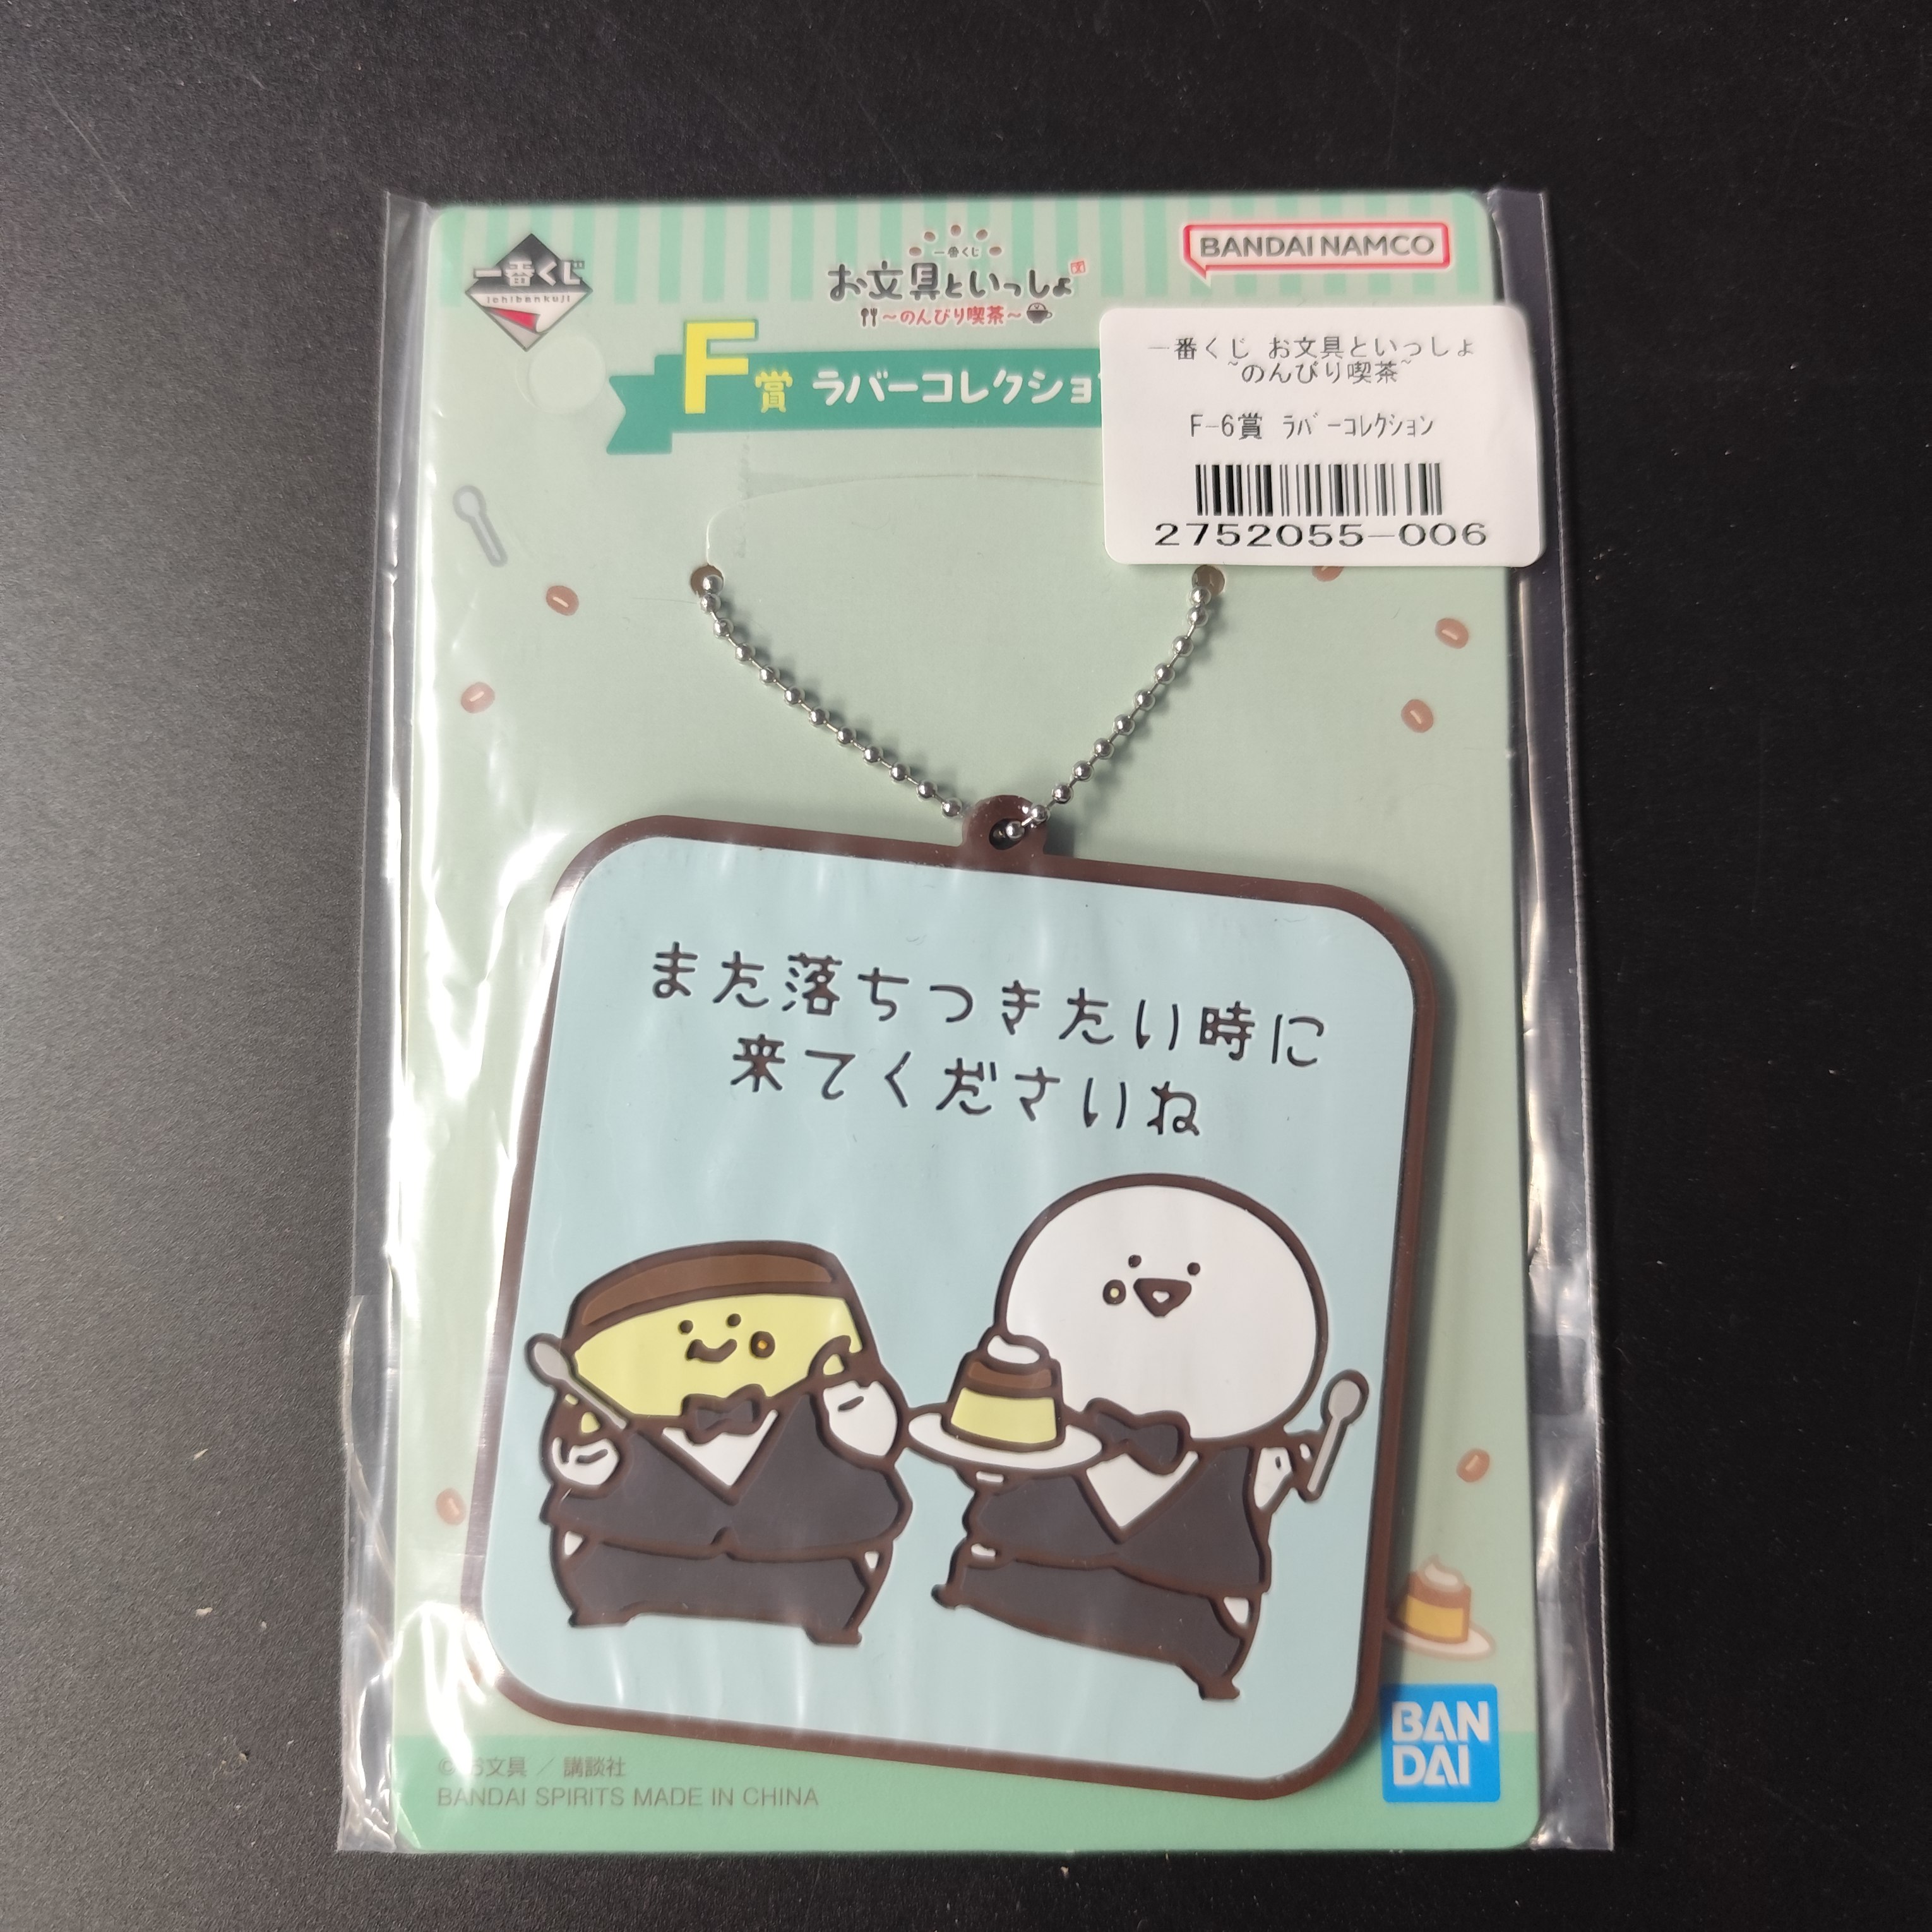 一番くじ
ichibankuji
一番くじ
お文具といっしょ
文
～のんびり喫茶～
BANDAI NAMCO
F賞 ラバーコレクショ
一番くじ お文具といっしょ
~のんびり喫茶~
F-6賞 ﾗﾊﾞｰｺﾚｸｼｮﾝ
2752055-006
また落ちつきたい時に
来てくださいね
BAN
DAI
© お文具 / 講談社
BANDAI SPIRITS MADE IN CHINA